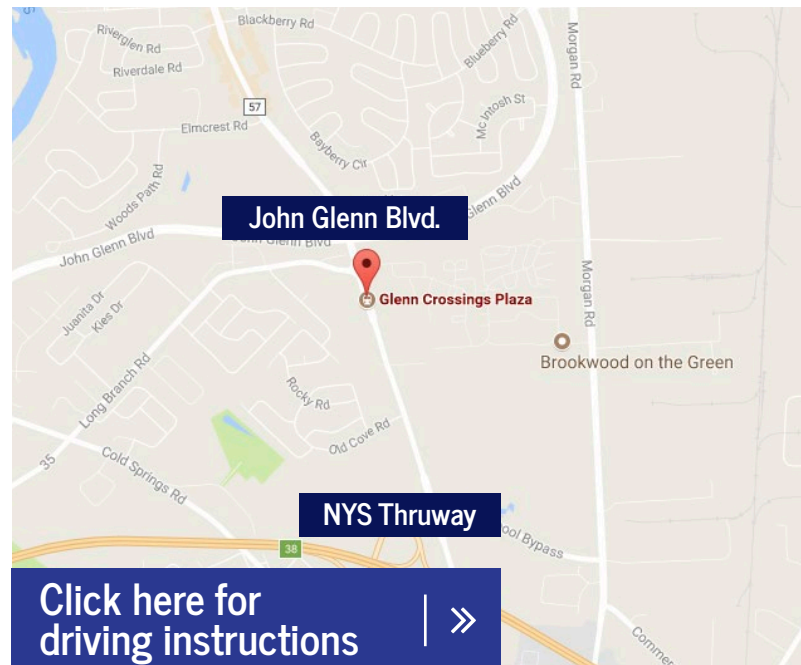 Blackberry Rd
Riverglen Rd
Riverdale Rd
Blueberry Rd
Morgan Rd
57
Mc Intosh St
Elmcrest Rd
Bayberry Cir
Woods Path Rd
Glenn Blvd
John Glenn Blvd.
John Glenn Blvd
John Glenn Blvd
Glenn Crossings Plaza
Morgan Rd
Juanita Dr
Kies Dr
Brookwood on the Green
Long Branch Rd
Rocky Rd
Old Cove Rd
35
Cold Springs Rd
NYS Thruway
ool Bypass
38
Click here for
driving instructions
Comme